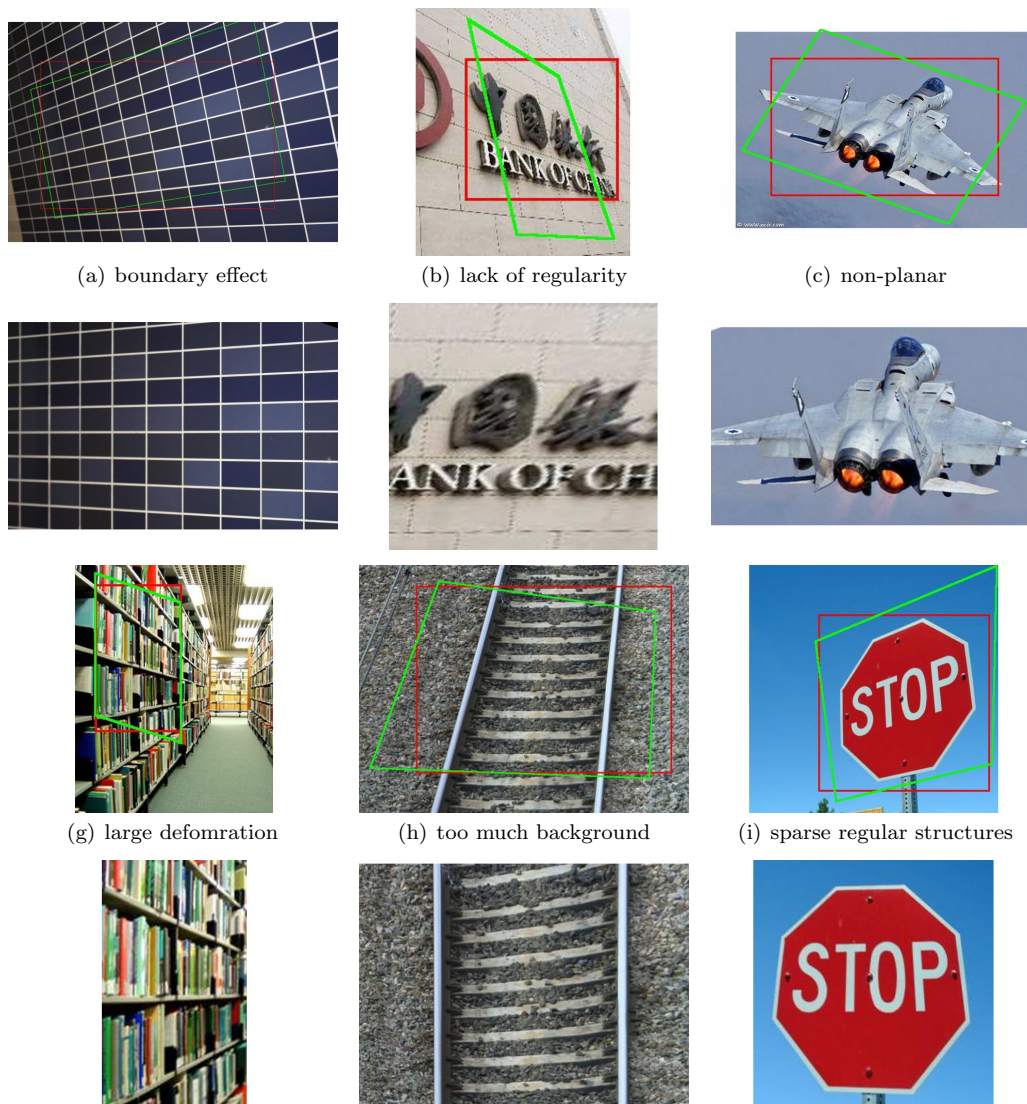 BANK OF CHINA
© www.
(a) boundary effect
(b) lack of regularity
(c) non-planar
ANK OF CH
STOP
(g) large defomration
(h) too much background
(i) sparse regular structures
STOP